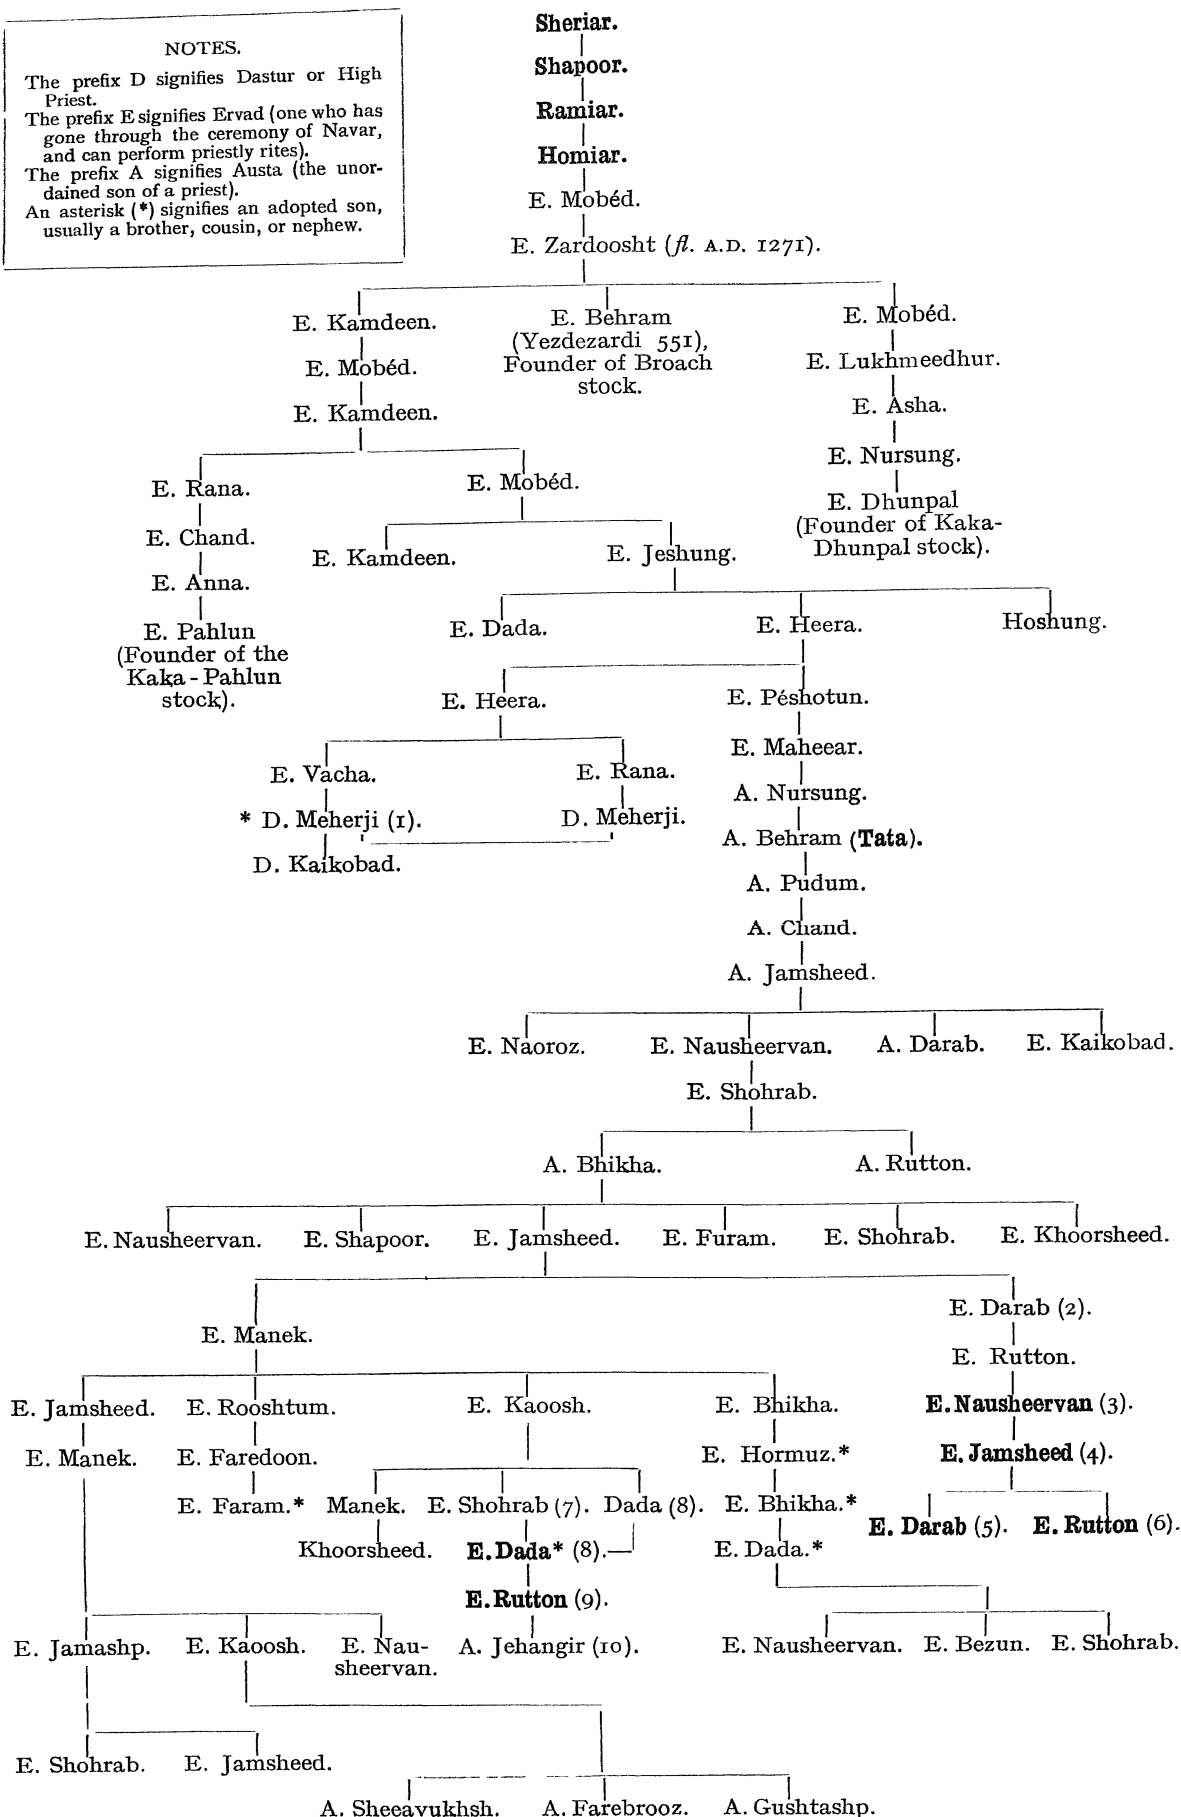 NOTES.
The prefix D signifies Dastur or High
Priest.
The prefix E signifies Ervad (one who has
gone through the ceremony of Navar,
and can perform priestly rites).
The prefix A signifies Austa (the unor-
dained son of a priest).
An asterisk (*) signifies an adopted son,
usually a brother, cousin, or nephew.
Sheriar.
Shapoor.
Ramiar.
Homiar.
E. Mobéd.
E. Zardoosht (fl. A.D. 1271).
E. Kamdeen.
E. Behram
(Yezdezardi 551),
Founder of Broach
stock.
E. Mobéd.
E. Mobéd.
E. Lukhmeedhur.
E. Kamdeen.
E. Asha.
E. Nursung.
E. Rana.
E. Mobéd.
E. Dhunpal
(Founder of Kaka-
Dhunpal stock).
E. Chand.
E. Kamdeen.
E. Jeshung.
E. Anna.
E. Pahlun
(Founder of the
Kaka - Pahlun
stock).
E. Dada.
E. Heera.
Hoshung.
E. Heera.
E. Péshotun.
E. Maheear.
E. Vacha.
E. Rana.
A. Nursung.
* D. Meherji (1).
D. Meherji.
A. Behram (Tata).
D. Kaikobad.
A. Pudum.
A. Chand.
A. Jamsheed.
E. Naoroz.
E. Nausheervan.
A. Darab.
E. Kaikobad.
E. Shohrab.
A. Bhikha.
A. Rutton.
E. Nausheervan.
E. Shapoor.
E. Jamsheed.
E. Furam.
E. Shohrab.
E. Khoorsheed.
E. Manek.
E. Darab (2).
E. Rutton.
E. Jamsheed.
E. Rooshtum.
E. Kaoosh.
E. Bhikha.
E. Nausheervan (3).
E. Manek.
E. Faredoon.
E. Hormuz.*
E. Jamsheed (4).
E. Faram.*
Manek.
E. Shohrab (7).
Dada (8).
E. Bhikha.*
E. Darab (5).
E. Rutton (6).
Khoorsheed.
E. Dada* (8).
E. Dada.*
E. Rutton (9).
E. Jamashp.
E. Kaoosh.
E. Nau-
sheervan.
A. Jehangir (10).
E. Nausheervan.
E. Bezun.
E. Shohrab.
E. Shohrab.
E. Jamsheed.
A. Sheeavukhsh.
A. Farebrooz.
A. Gushtashp.